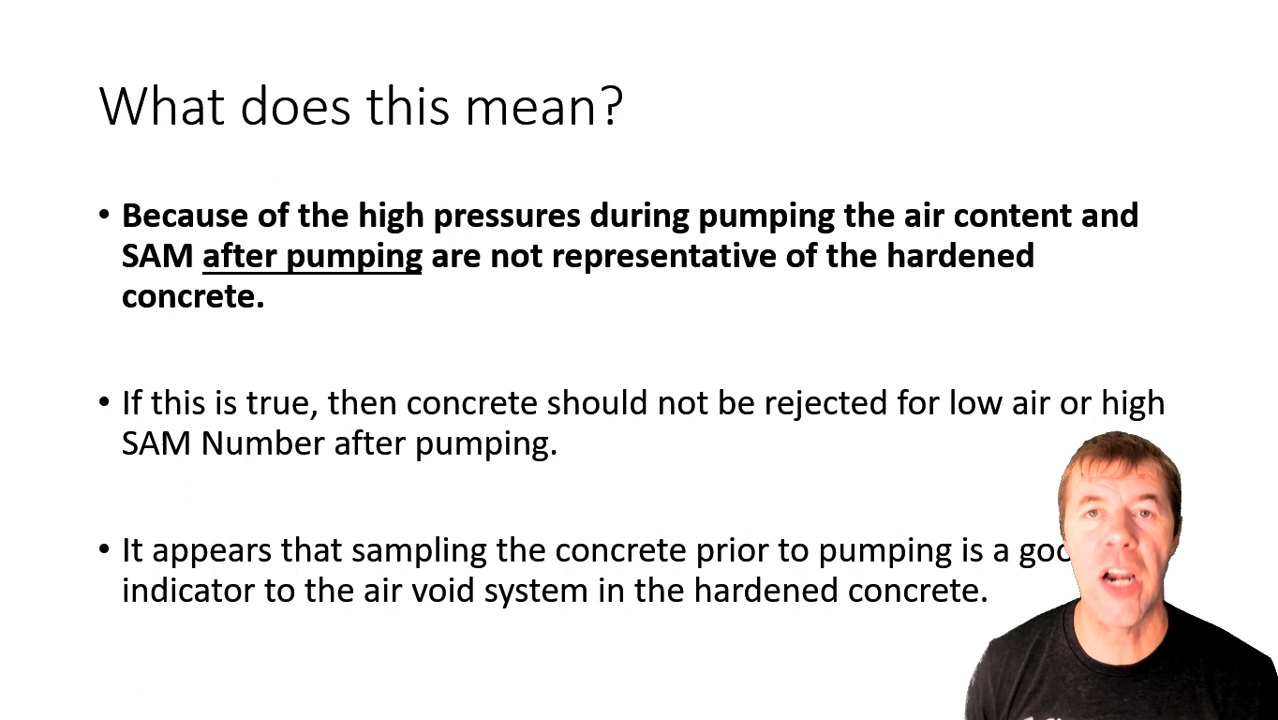 What does this mean?
• Because of the high pressures during pumping the air content and
SAM after pumping are not representative of the hardened
concrete.
• If this is true, then concrete should not be rejected for low air or high
SAM Number after pumping.
• It appears that sampling the concrete prior to pumping is a
indicator to the air void system in the hardened concrete.